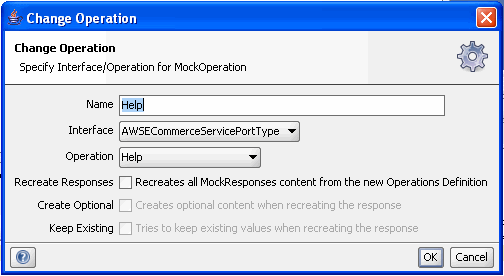 Change Operation
Change Operation
Specify Interface/Operation for MockOperation
Name Help
Interface AWSECommerceServicePortType
Operation Help
Recreate Responses Recreates all MockResponses content from the new Operations Definition
Create Optional Creates optional content when recreating the response
Keep Existing Tries to keep existing values when recreating the response
? OK Cancel